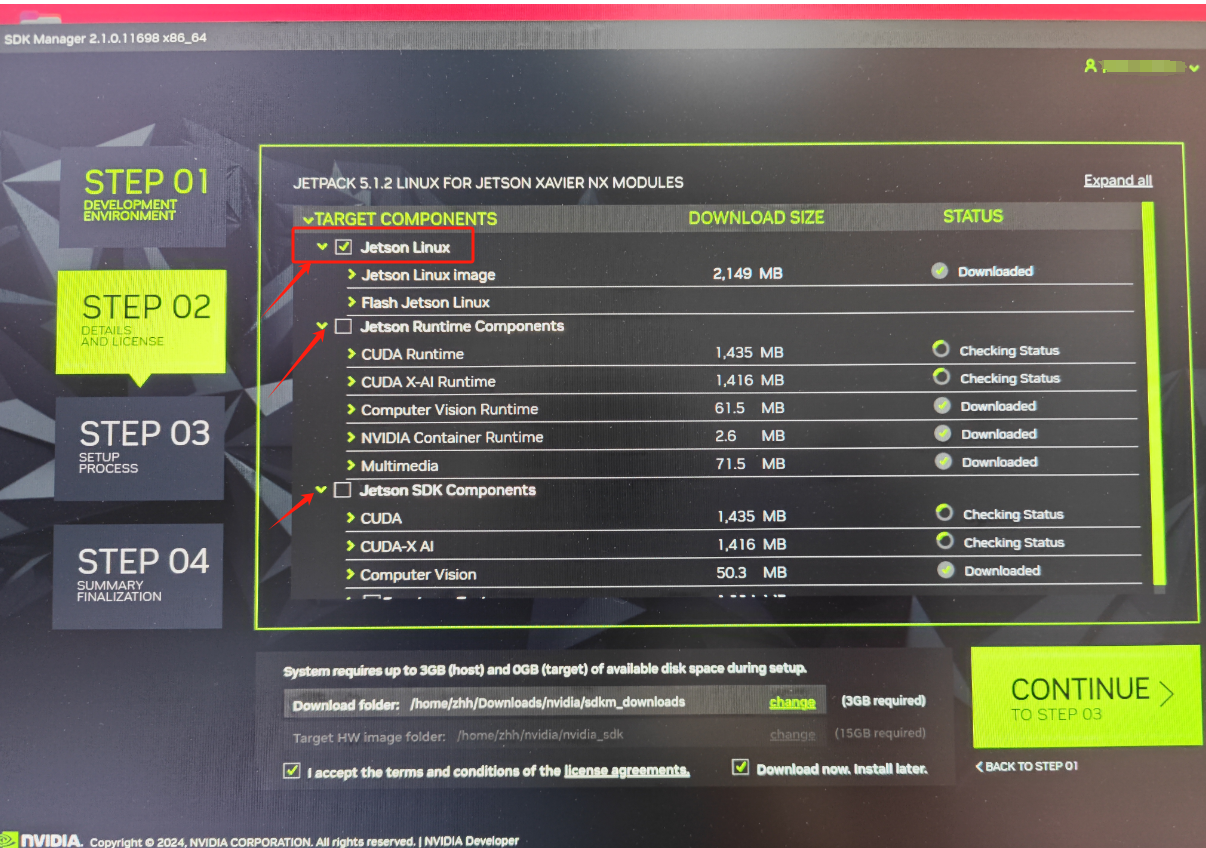 SDK Manager 2.1.0.11698 x86_64
STEP 01
DEVELOPMENT
ENVIRONMENT
STEP 02
DETAILS
AND LICENSE
STEP 03
SETUP
PROCESS
STEP 04
SUMMARY
FINALIZATION
JETPACK 5.1.2 LINUX FOR JETSON XAVIER NX MODULES
Expand all
TARGET COMPONENTS DOWNLOAD SIZE STATUS
Jetson Linux
Jetson Linux image 2,149 MB Downloaded
Flash Jetson Linux
Jetson Runtime Components
CUDA Runtime 1,435 MB Checking Status
CUDA X-AI Runtime 1,416 MB Checking Status
Computer Vision Runtime 61.5 MB Downloaded
NVIDIA Container Runtime 2.6 MB Downloaded
Multimedia 71.5 MB Downloaded
Jetson SDK Components
CUDA 1,435 MB Checking Status
CUDA-X AI 1,416 MB Checking Status
Computer Vision 50.3 MB Downloaded
System requires up to 3GB (host) and 0GB (target) of available disk space during setup.
Download folder: /home/zhh/Downloads/nvidia/sdkm_downloads change (3GB required)
Target HW image folder: /home/zhh/nvidia/nvidia_sdk change (15GB required)
I accept the terms and conditions of the license agreements. Download now. Install later.
CONTINUE
TO STEP 03
BACK TO STEP 01
NVIDIA. Copyright © 2024, NVIDIA CORPORATION. All rights reserved. | NVIDIA Developer